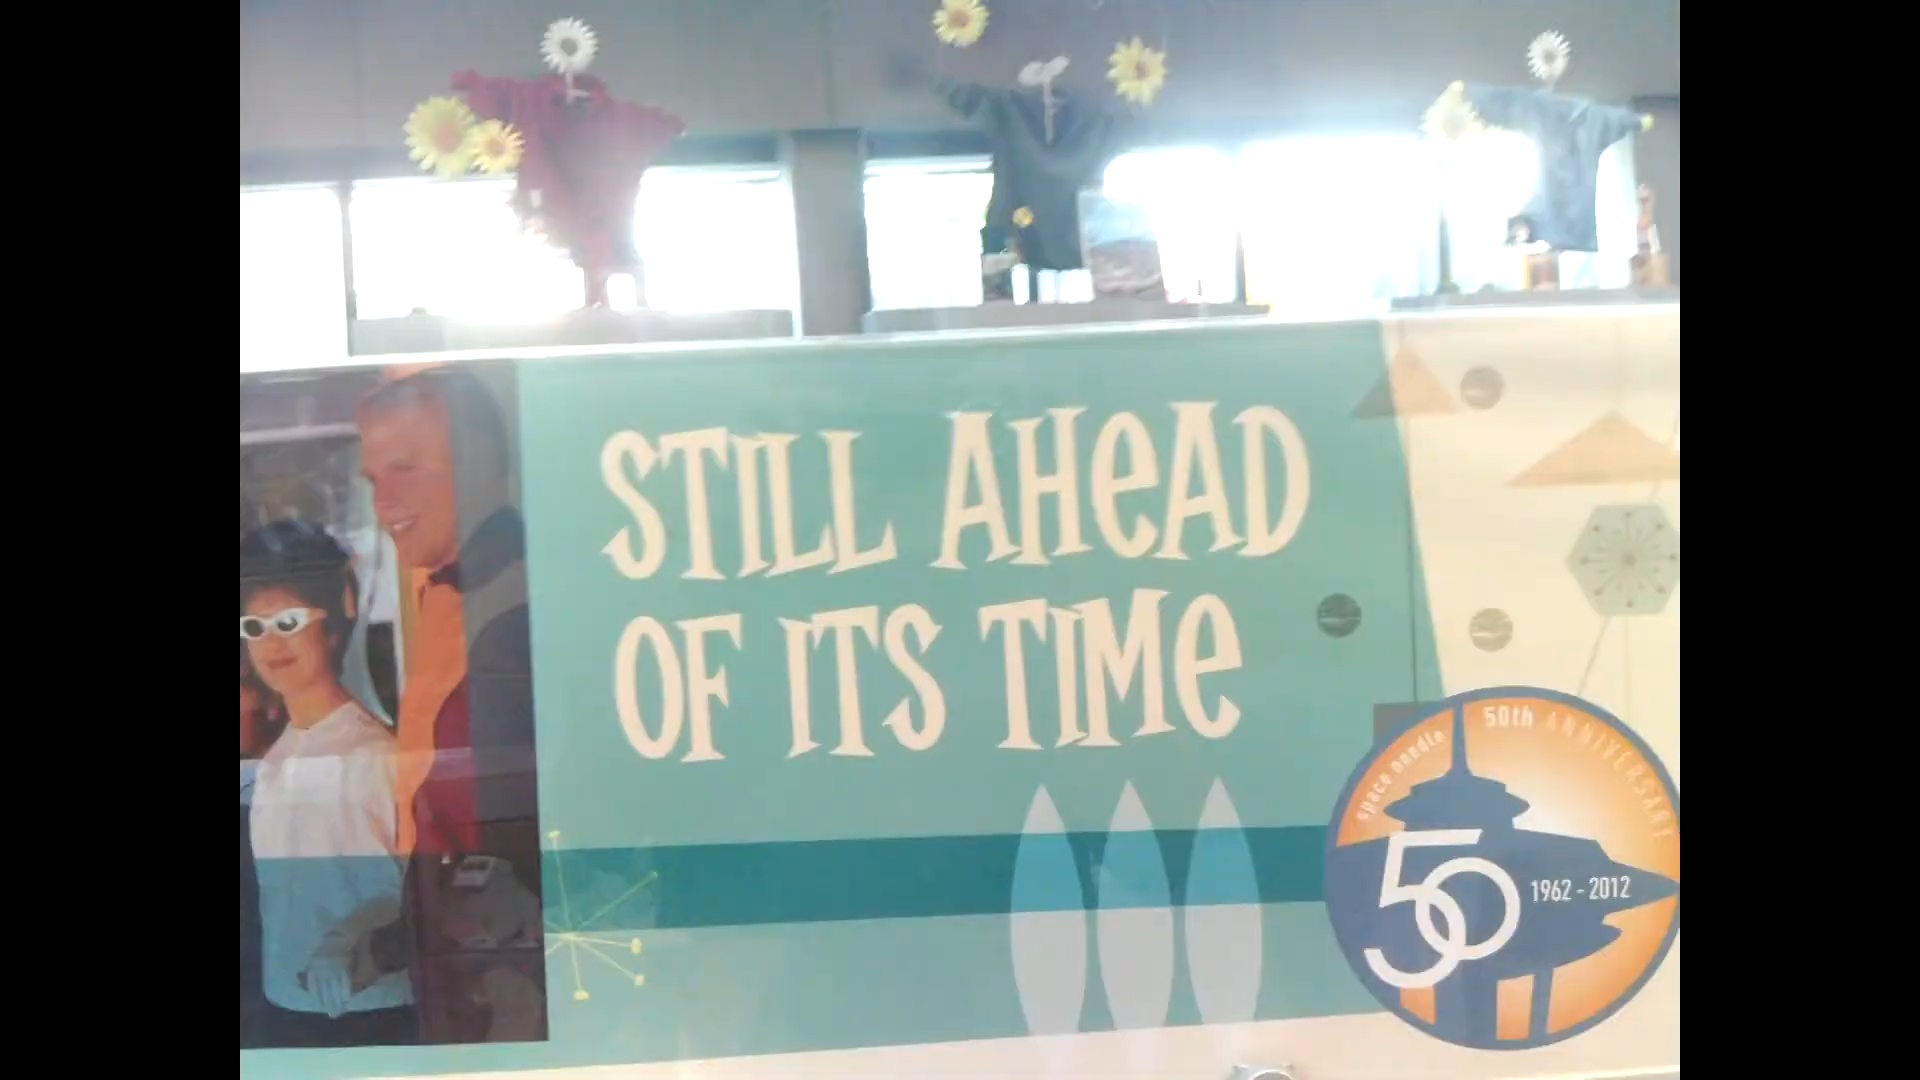 STILL AHeAD
OF ITS TIMe
space needle
50th ANNIVERSARY
50
1962 - 2012